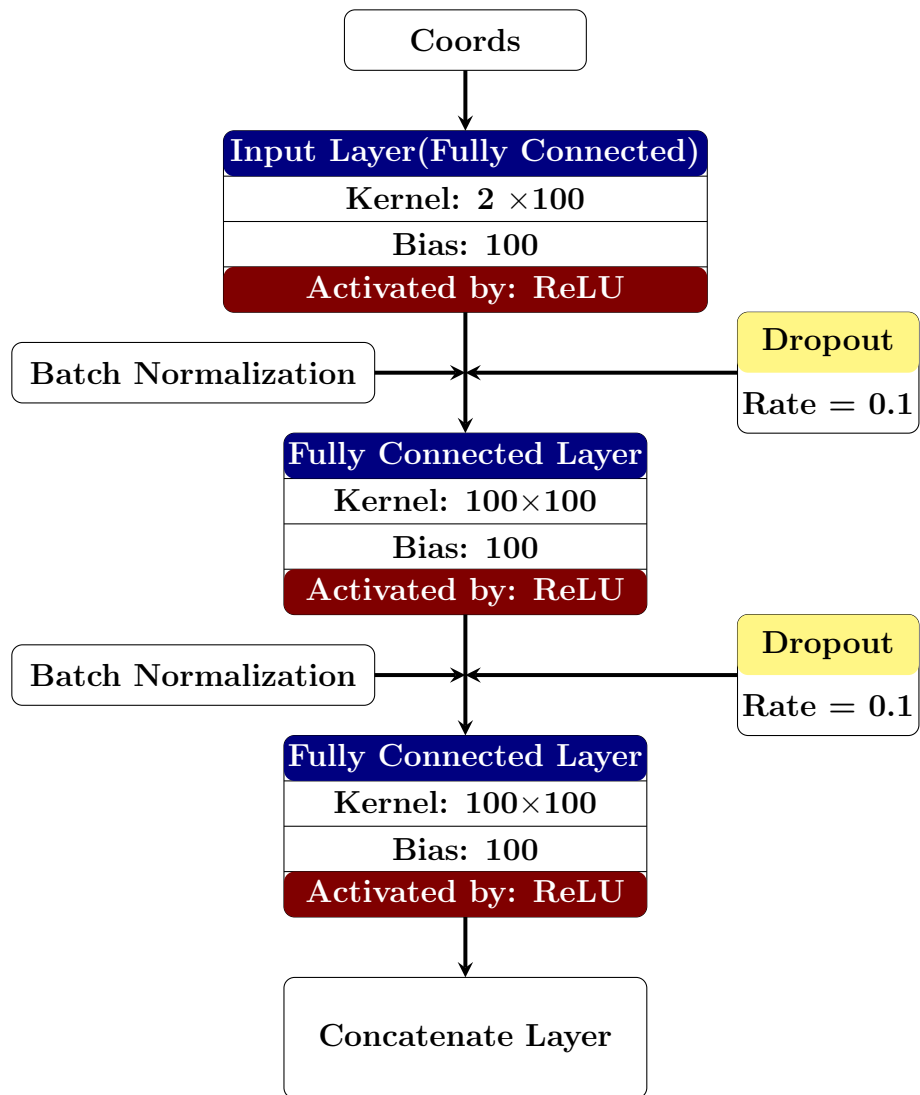 Coords
Input Layer(Fully Connected)
Kernel: 2 ×100
Bias: 100
Activated by: ReLU
Batch Normalization
Dropout
Rate = 0.1
Fully Connected Layer
Kernel: 100×100
Bias: 100
Activated by: ReLU
Batch Normalization
Dropout
Rate = 0.1
Fully Connected Layer
Kernel: 100×100
Bias: 100
Activated by: ReLU
Concatenate Layer